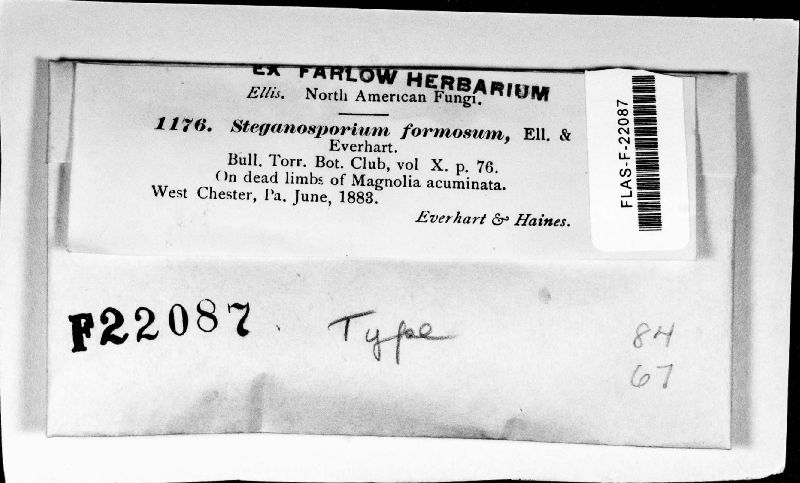 EX FARLOW HERBARIUM
Ellis. North American Fungi.
1176. Steganosporium formosum, Ell. &
Everhart.
Bull. Torr. Bot. Club, vol X. p. 76.
On dead limbs of Magnolia acuminata.
West Chester, Pa. June, 1883.
Everhart & Haines.
FLAS-F-22087
F22087
Type
84
67